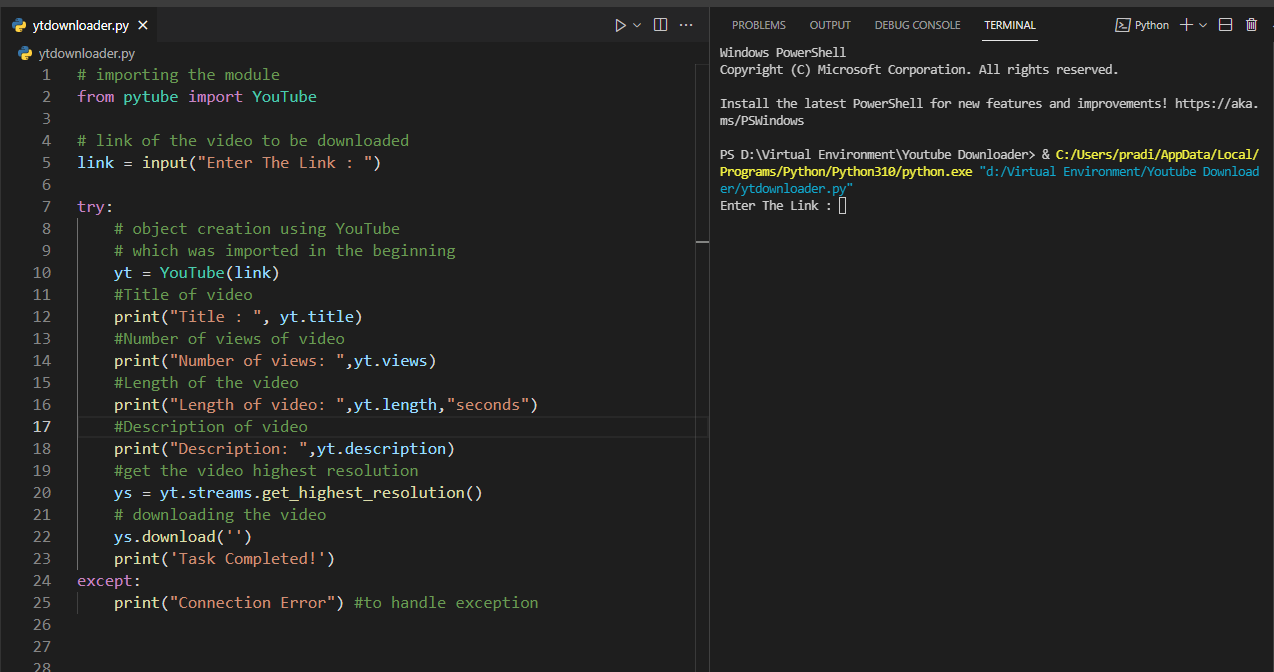 ytdownloader.py
ytdownloader.py
1 # importing the module
2 from pytube import YouTube
3
4 # link of the video to be downloaded
5 link = input("Enter The Link : ")
6
7 try:
8 # object creation using YouTube
9 # which was imported in the beginning
10 yt = YouTube(link)
11 #Title of video
12 print("Title : ", yt.title)
13 #Number of views of video
14 print("Number of views: ",yt.views)
15 #Length of the video
16 print("Length of video: ",yt.length,"seconds")
17 #Description of video
18 print("Description: ",yt.description)
19 #get the video highest resolution
20 ys = yt.streams.get_highest_resolution()
21 # downloading the video
22 ys.download('')
23 print('Task Completed!')
24 except:
25 print("Connection Error") #to handle exception
26
27
28
PROBLEMS OUTPUT DEBUG CONSOLE TERMINAL Python
Windows PowerShell
Copyright (C) Microsoft Corporation. All rights reserved.
Install the latest PowerShell for new features and improvements! https://aka.
ms/PSWindows
PS D:\Virtual Environment\Youtube Downloader> & C:/Users/pradi/AppData/Local/
Programs/Python/Python310/python.exe "d:/Virtual Environment/Youtube Download
er/ytdownloader.py"
Enter The Link :